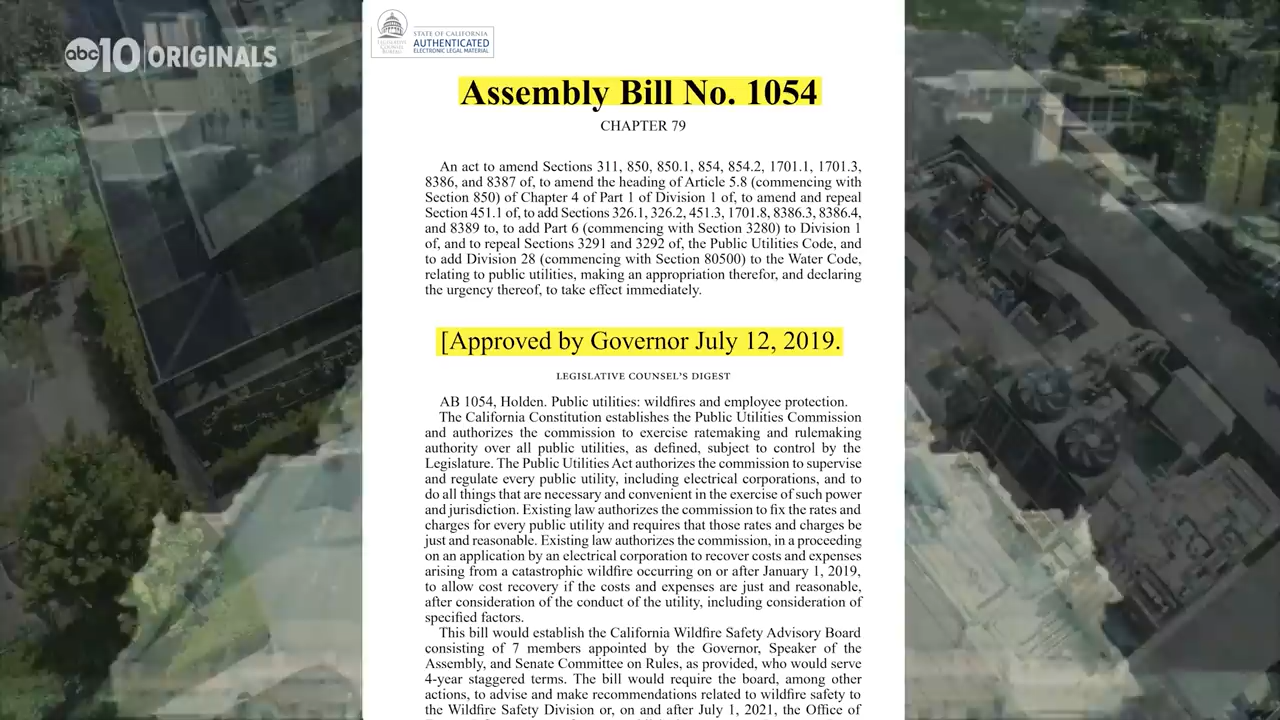 abc10 ORIGINALS
LEGISLATIVE
COUNSEL
BUREAU
STATE OF CALIFORNIA
AUTHENTICATED
ELECTRONIC LEGAL MATERIAL
Assembly Bill No. 1054
CHAPTER 79
An act to amend Sections 311, 850, 850.1, 854, 854.2, 1701.1, 1701.3,
8386, and 8387 of, to amend the heading of Article 5.8 (commencing with
Section 850) of Chapter 4 of Part 1 of Division 1 of, to amend and repeal
Section 451.1 of, to add Sections 326.1, 326.2, 451.3, 1701.8, 8386.3, 8386.4,
and 8389 to, to add Part 6 (commencing with Section 3280) to Division 1
of, and to repeal Sections 3291 and 3292 of, the Public Utilities Code, and
to add Division 28 (commencing with Section 80500) to the Water Code,
relating to public utilities, making an appropriation therefor, and declaring
the urgency thereof, to take effect immediately.
[Approved by Governor July 12, 2019.
LEGISLATIVE COUNSEL'S DIGEST
AB 1054, Holden. Public utilities: wildfires and employee protection.
The California Constitution establishes the Public Utilities Commission
and authorizes the commission to exercise ratemaking and rulemaking
authority over all public utilities, as defined, subject to control by the
Legislature. The Public Utilities Act authorizes the commission to supervise
and regulate every public utility, including electrical corporations, and to
do all things that are necessary and convenient in the exercise of such power
and jurisdiction. Existing law authorizes the commission to fix the rates and
charges for every public utility and requires that those rates and charges be
just and reasonable. Existing law authorizes the commission, in a proceeding
on an application by an electrical corporation to recover costs and expenses
arising from a catastrophic wildfire occurring on or after January 1, 2019,
to allow cost recovery if the costs and expenses are just and reasonable,
after consideration of the conduct of the utility, including consideration of
specified factors.
This bill would establish the California Wildfire Safety Advisory Board
consisting of 7 members appointed by the Governor, Speaker of the
Assembly, and Senate Committee on Rules, as provided, who would serve
4-year staggered terms. The bill would require the board, among other
actions, to advise and make recommendations related to wildfire safety to
the Wildfire Safety Division or, on and after July 1, 2021, the Office of